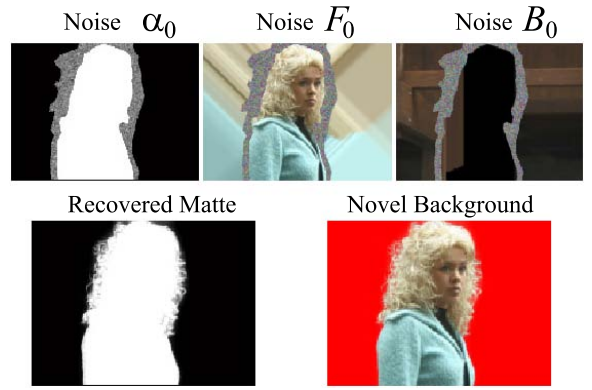 Noise α₀
Noise F₀
Noise B₀
Recovered Matte
Novel Background